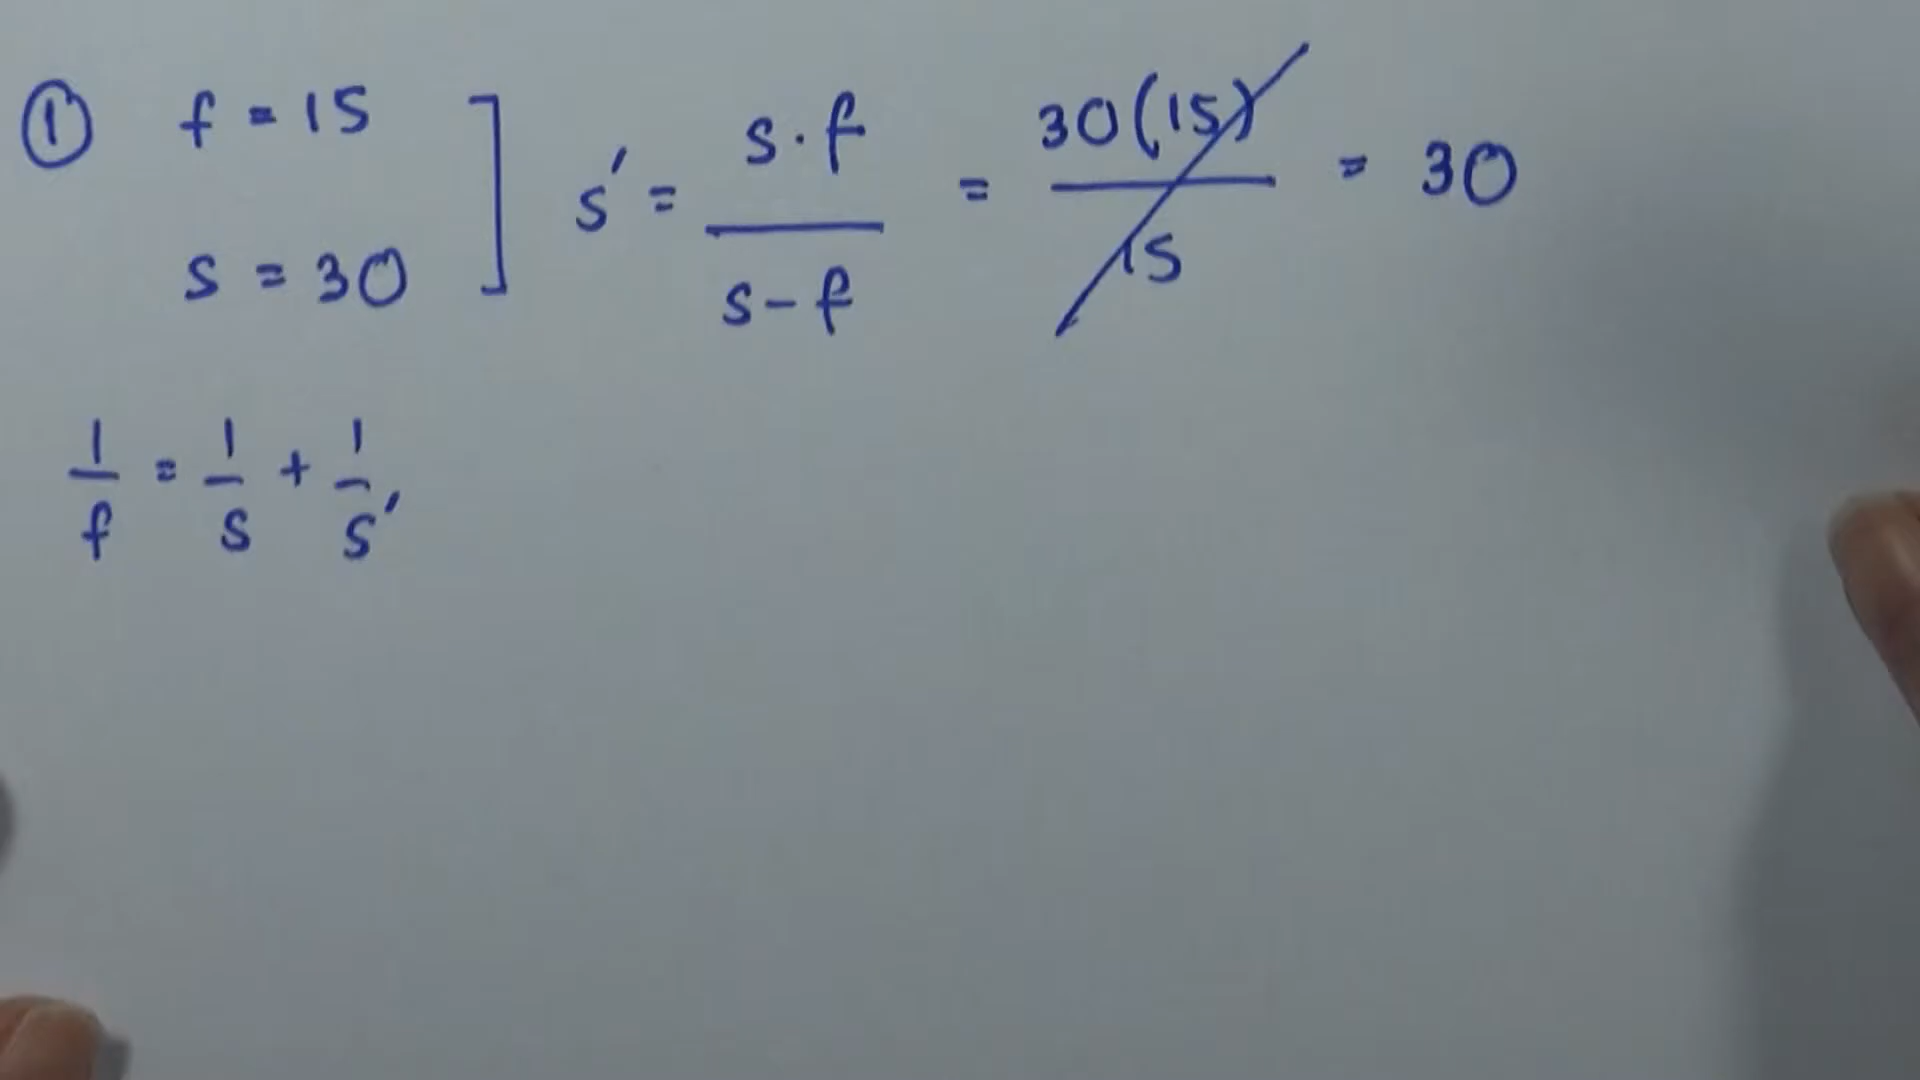 ① f = 15
s = 30 ] s' = s · f / s - f = 30(15) / 15 = 30
1/f = 1/s + 1/s'